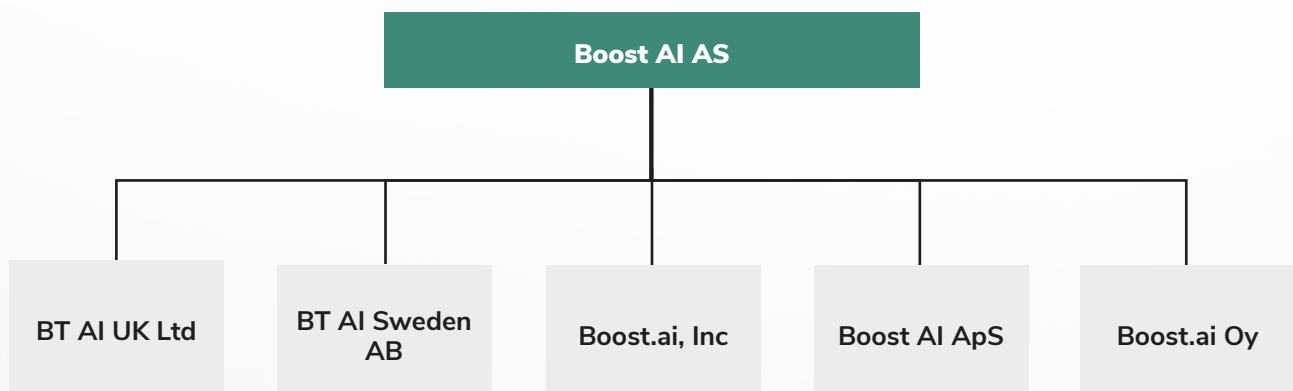 Boost AI AS
BT AI UK Ltd
BT AI Sweden
AB
Boost.ai, Inc
Boost AI ApS
Boost.ai Oy